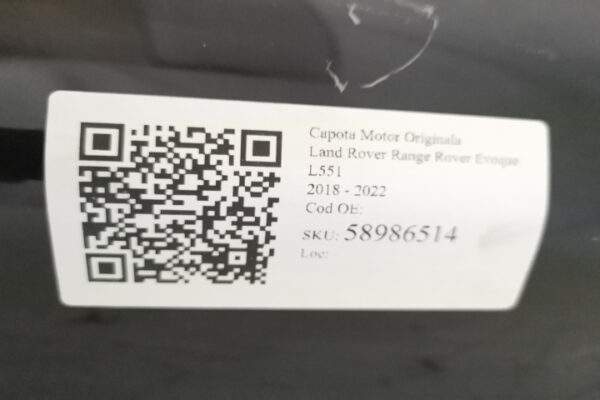 Capota Motor Originala
Land Rover Range Rover Evoque
L551
2018 - 2022
Cod OE:
SKU: 58986514
Loc: